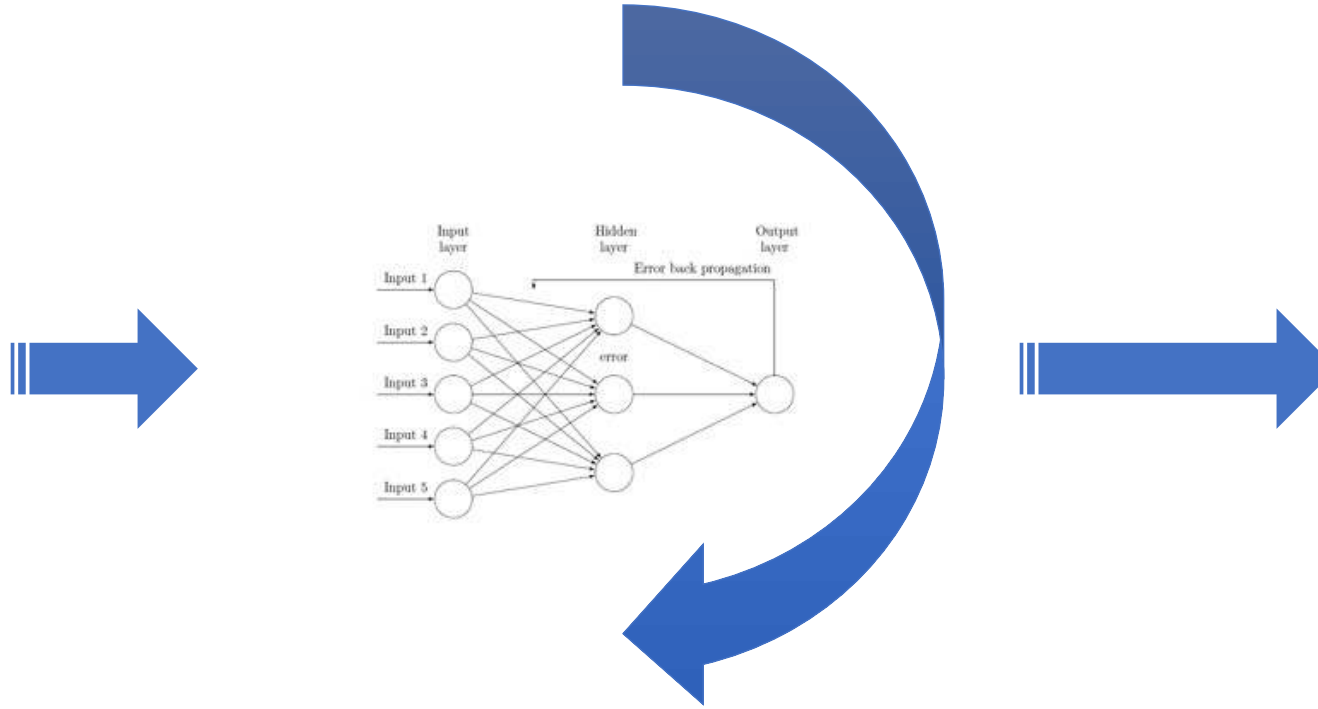 Input
layer
Hidden
layer
Output
layer
Error back propagation
Input 1
Input 2
error
Input 3
Input 4
Input 5